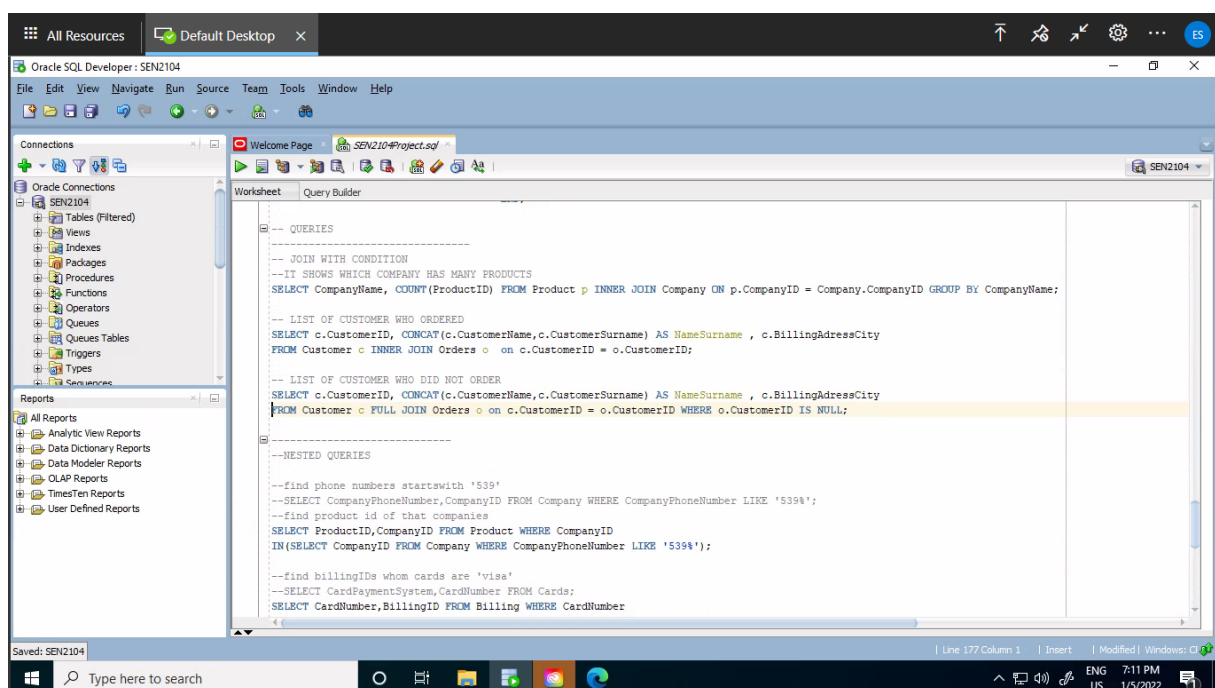 All Resources
Default Desktop
ES
Oracle SQL Developer : SEN2104
File Edit View Navigate Run Source Team Tools Window Help
Connections
Welcome Page
SEN2104Project.sql
SEN2104
Oracle Connections
SEN2104
Tables (Filtered)
Views
Indexes
Packages
Procedures
Functions
Operators
Queues
Queues Tables
Triggers
Types
Sequences
Reports
All Reports
Analytic View Reports
Data Dictionary Reports
Data Modeler Reports
OLAP Reports
TimesTen Reports
User Defined Reports
Worksheet Query Builder
-- QUERIES
---------------------------------
-- JOIN WITH CONDITION
--IT SHOWS WHICH COMPANY HAS MANY PRODUCTS
SELECT CompanyName, COUNT(ProductID) FROM Product p INNER JOIN Company ON p.CompanyID = Company.CompanyID GROUP BY CompanyName;
-- LIST OF CUSTOMER WHO ORDERED
SELECT c.CustomerID, CONCAT(c.CustomerName,c.CustomerSurname) AS NameSurname , c.BillingAdressCity
FROM Customer c INNER JOIN Orders o on c.CustomerID = o.CustomerID;
-- LIST OF CUSTOMER WHO DID NOT ORDER
SELECT c.CustomerID, CONCAT(c.CustomerName,c.CustomerSurname) AS NameSurname , c.BillingAdressCity
FROM Customer c FULL JOIN Orders o on c.CustomerID = o.CustomerID WHERE o.CustomerID IS NULL;
------------------------------
--NESTED QUERIES
--find phone numbers startswith '539'
--SELECT CompanyPhoneNumber,CompanyID FROM Company WHERE CompanyPhoneNumber LIKE '539%';
--find product id of that companies
SELECT ProductID,CompanyID FROM Product WHERE CompanyID
IN(SELECT CompanyID FROM Company WHERE CompanyPhoneNumber LIKE '539%');
--find billingIDs whom cards are 'visa'
--SELECT CardPaymentSystem,CardNumber FROM Cards;
SELECT CardNumber,BillingID FROM Billing WHERE CardNumber
Saved: SEN2104
| Line 177 Column 1 | Insert | Modified | Windows:
Type here to search
ENG
US
7:11 PM
1/5/2022